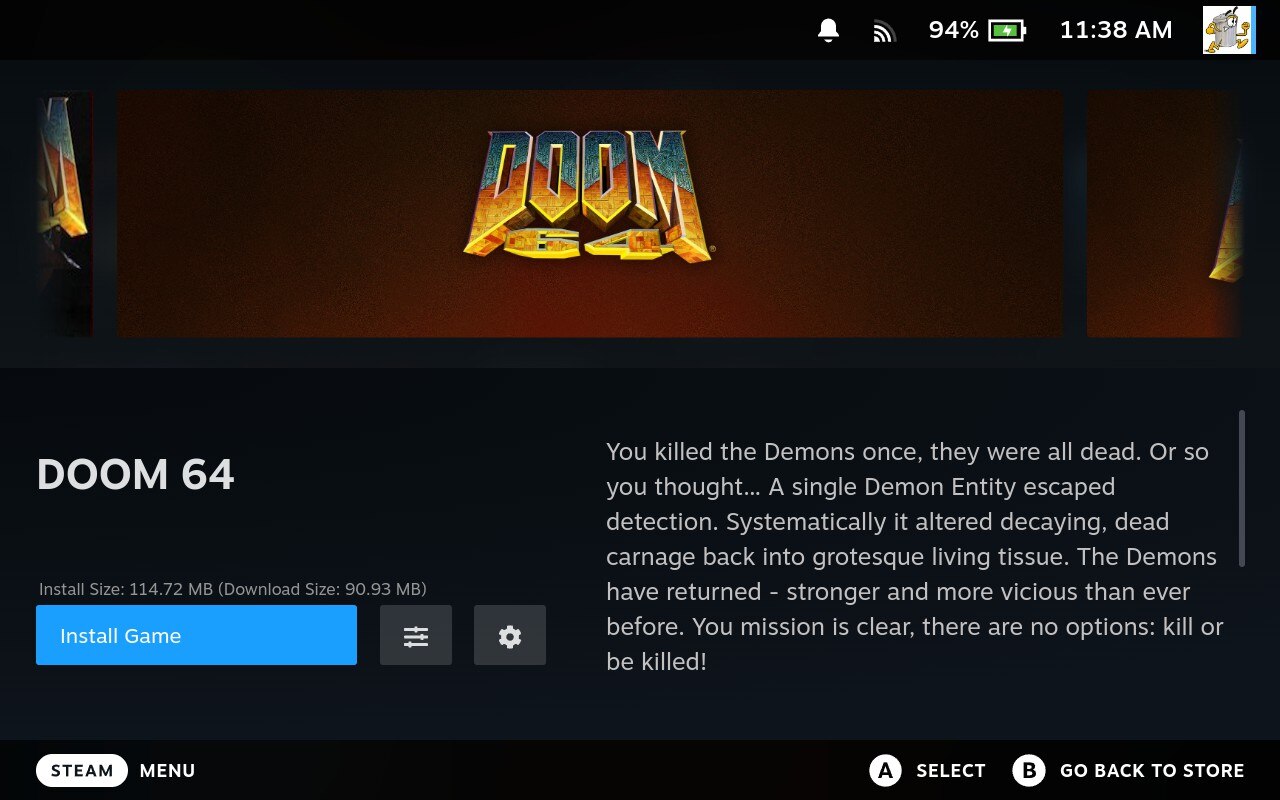 94%
11:38 AM
DOOM
64
DOOM 64
You killed the Demons once, they were all dead. Or so
you thought... A single Demon Entity escaped
detection. Systematically it altered decaying, dead
carnage back into grotesque living tissue. The Demons
have returned - stronger and more vicious than ever
before. You mission is clear, there are no options: kill or
be killed!
Install Size: 114.72 MB (Download Size: 90.93 MB)
Install Game
STEAM MENU
A SELECT B GO BACK TO STORE